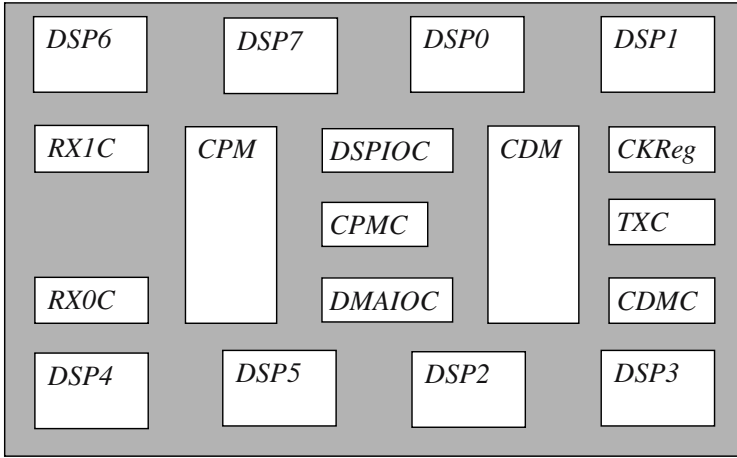 DSP6 DSP7 DSP0 DSP1
RX1C CPM DSPIOC CDM CKReg
CPMC TXC
RX0C DMAIOC CDMC
DSP4 DSP5 DSP2 DSP3